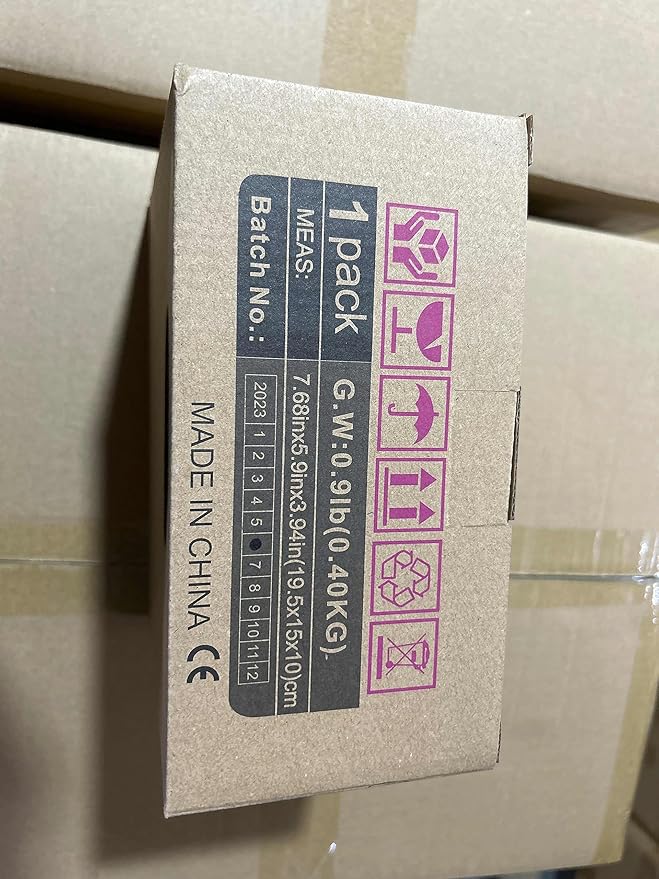 1 pack G.W:0.9lb(0.40KG)
MEAS: 7.68inx5.9inx3.94in(19.5x15x10)cm
Batch No.: 2023 1 2 3 4 5 7 8 9 10 11 12
MADE IN CHINA CE